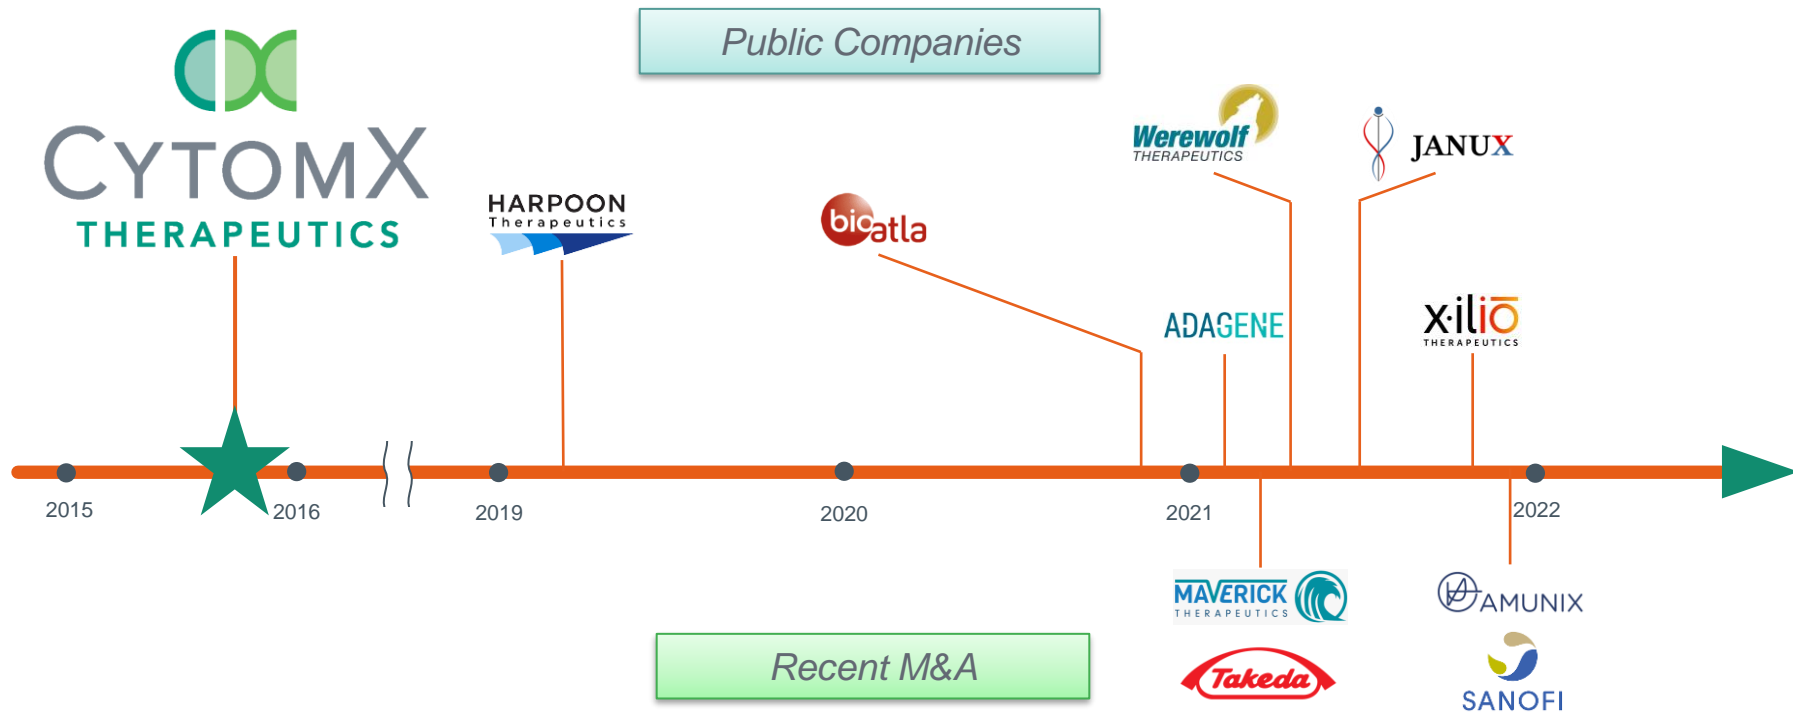 Public Companies
CYTOMX
THERAPEUTICS
HARPOON
Therapeutics
bioatla
Werewolf
THERAPEUTICS
JANUX
ADAGENE
x·ilio
THERAPEUTICS
2015
2016
2019
2020
2021
2022
MAVERICK
THERAPEUTICS
Takeda
AMUNIX
SANOFI
Recent M&A